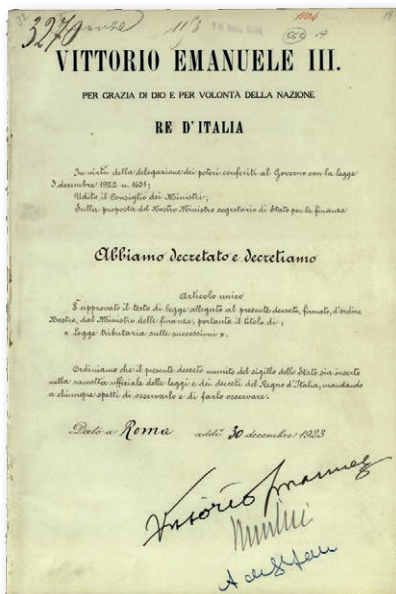 3270
1924
569 A
VITTORIO EMANUELE III.
PER GRAZIA DI DIO E PER VOLONTÀ DELLA NAZIONE
RE D'ITALIA
In virtù della delegazione dei poteri conferiti al Governo con la legge
3 decembre 1922 n. 1601;
Udito il Consiglio dei Ministri;
Sulla proposta del Nostro Ministro segretario di Stato per le finanze
Abbiamo decretato e decretiamo
Articolo unico
È approvato il testo di legge allegato al presente decreto, firmato, d'ordine
Nostro, dal Ministro delle finanze, portante il titolo di:
« Legge tributaria sulle successioni ».
Ordiniamo che il presente decreto munito del sigillo dello Stato sia inserto
nella raccolta ufficiale delle leggi e dei decreti del Regno d'Italia, mandando
a chiunque spetti di osservarlo e di farlo osservare.
Dato a Roma addì 30 decembre 1923
Vittorio Emanuele
Mussolini